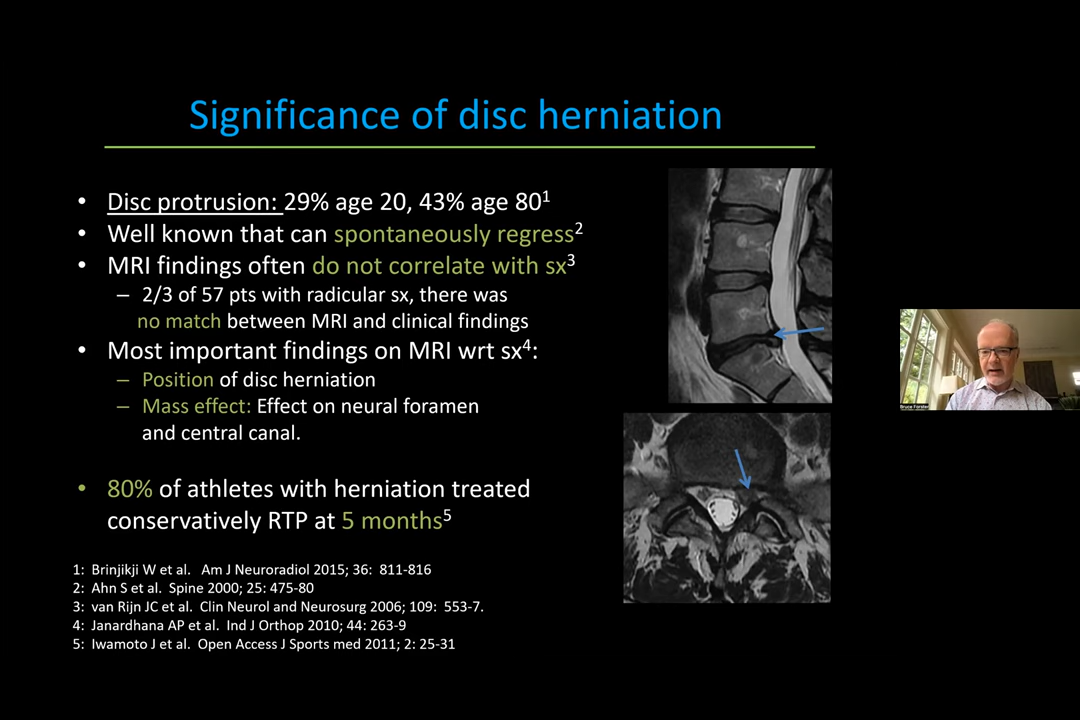 Significance of disc herniation
• Disc protrusion: 29% age 20, 43% age 80¹
• Well known that can spontaneously regress²
• MRI findings often do not correlate with sx³
– 2/3 of 57 pts with radicular sx, there was
no match between MRI and clinical findings
• Most important findings on MRI wrt sx⁴:
– Position of disc herniation
– Mass effect: Effect on neural foramen
and central canal.
• 80% of athletes with herniation treated
conservatively RTP at 5 months⁵
1: Brinjikji W et al. Am J Neuroradiol 2015; 36: 811-816
2: Ahn S et al. Spine 2000; 25: 475-80
3: van Rijn JC et al. Clin Neurol and Neurosurg 2006; 109: 553-7.
4: Janardhana AP et al. Ind J Orthop 2010; 44: 263-9
5: Iwamoto J et al. Open Access J Sports med 2011; 2: 25-31
Bruce Forster